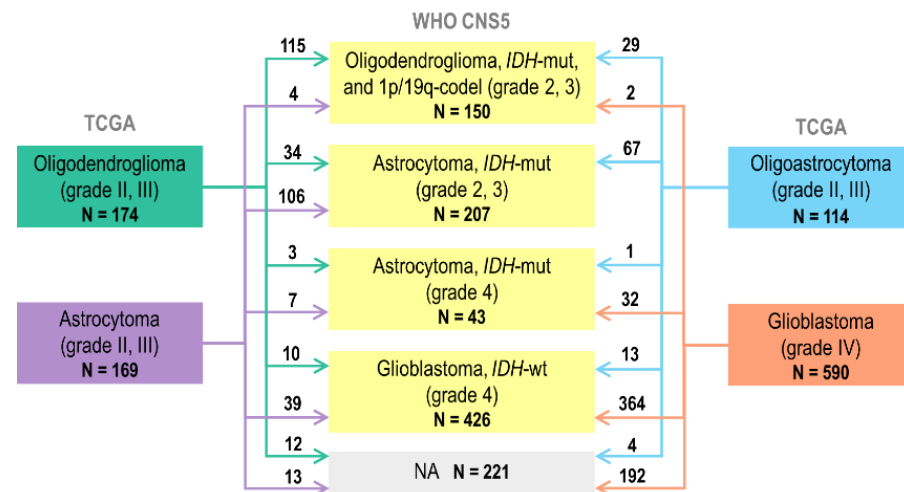 WHO CNS5
115
29
Oligodendroglioma, IDH-mut,
and 1p/19q-codel (grade 2, 3)
N = 150
4
2
TCGA
TCGA
Oligodendroglioma
(grade II, III)
N = 174
34
67
Astrocytoma, IDH-mut
(grade 2, 3)
N = 207
106
Oligoastrocytoma
(grade II, III)
N = 114
3
1
Astrocytoma, IDH-mut
(grade 4)
N = 43
7
32
Astrocytoma
(grade II, III)
N = 169
Glioblastoma
(grade IV)
N = 590
10
13
Glioblastoma, IDH-wt
(grade 4)
N = 426
39
364
12
4
NA N = 221
13
192